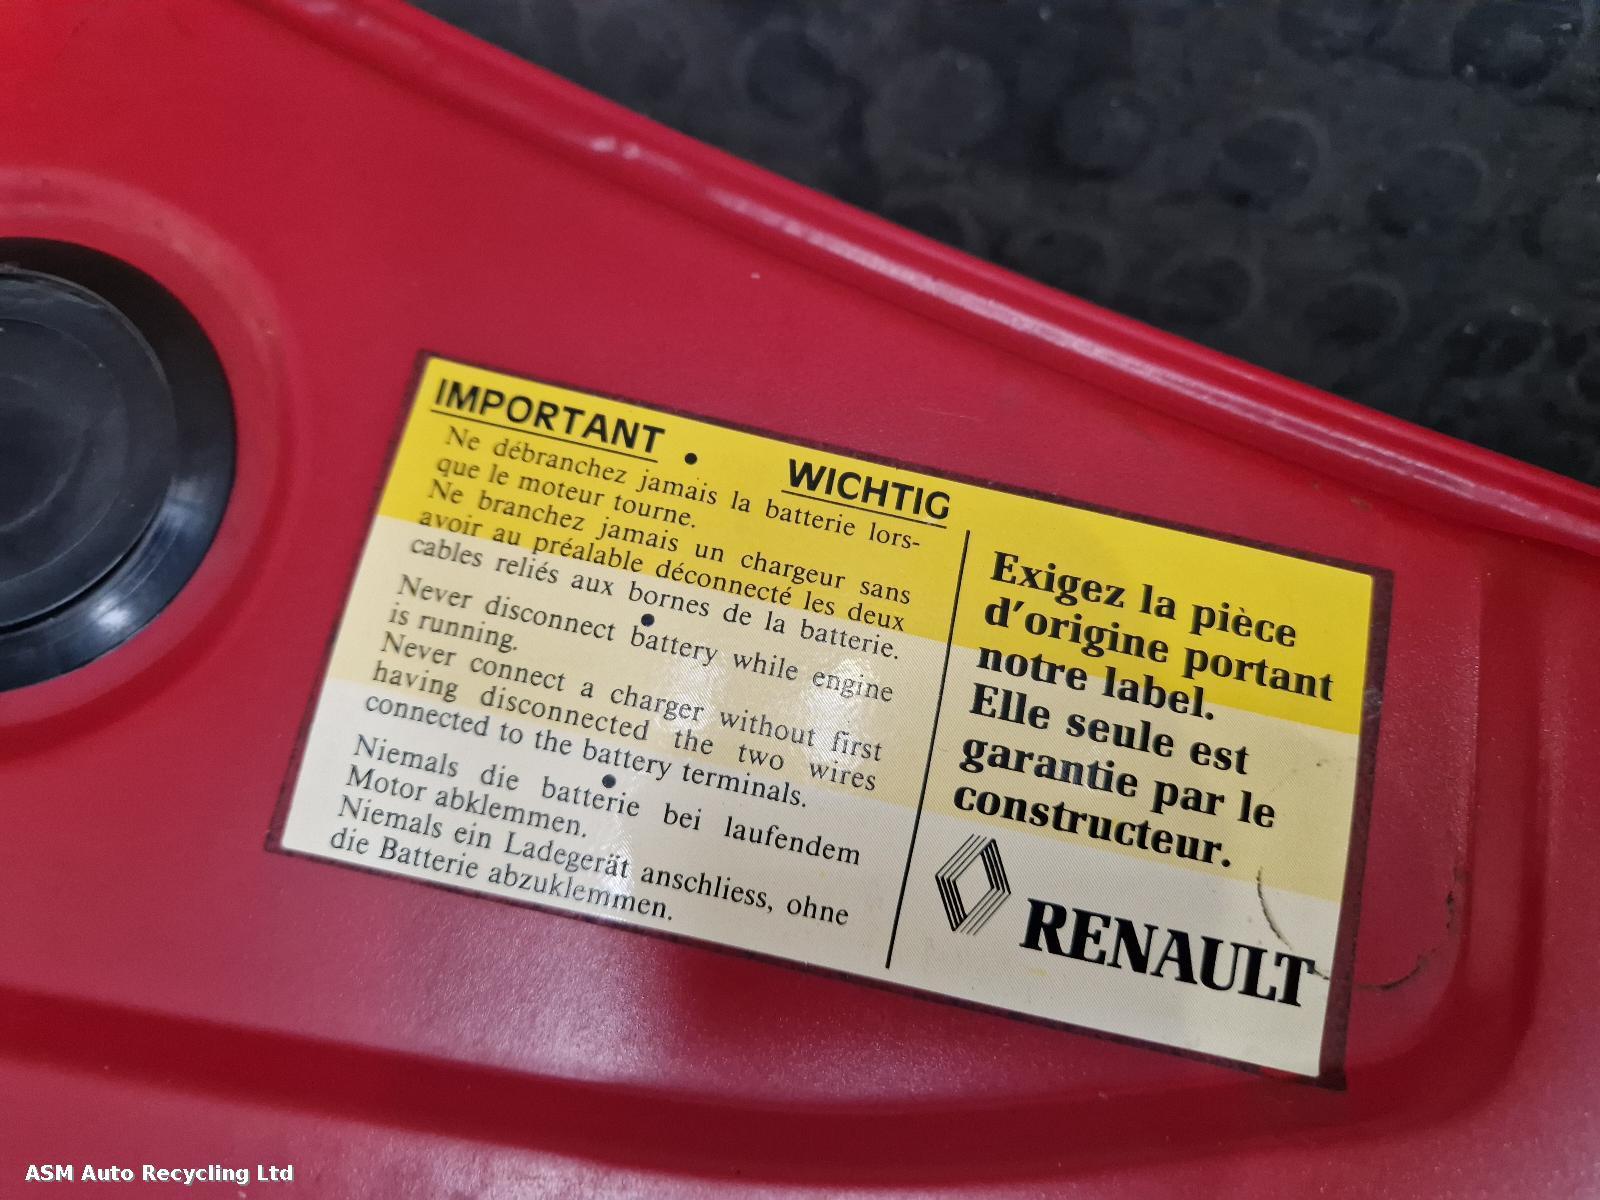 IMPORTANT • WICHTIG
Ne débranchez jamais la batterie lors-
que le moteur tourne.
Ne branchez jamais un chargeur sans
avoir au préalable déconnecté les deux
cables reliés aux bornes de la batterie.
•
Never disconnect battery while engine
is running.
Never connect a charger without first
having disconnected the two wires
connected to the battery terminals.
•
Niemals die batterie bei laufendem
Motor abklemmen.
Niemals ein Ladegerät anschliess, ohne
die Batterie abzuklemmen.
Exigez la pièce
d'origine portant
notre label.
Elle seule est
garantie par le
constructeur.
RENAULT
ASM Auto Recycling Ltd